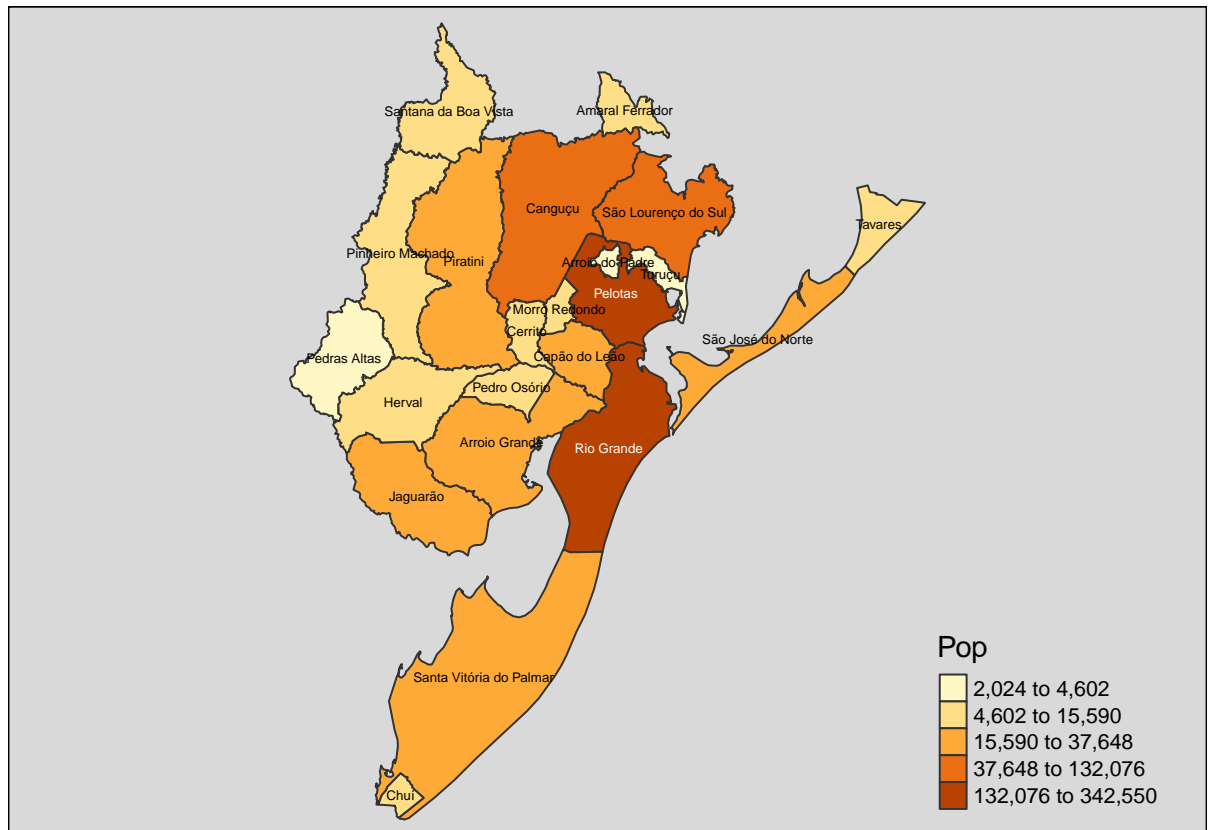 Santana da Boa Vista
Amaral Ferrador
Canguçu
São Lourenço do Sul
Tavares
Pinheiro Machado
Piratini
Arroio do Padre
Turuçu
Pelotas
Morro Redondo
Cerrito
São José do Norte
Pedras Altas
Capão do Leão
Pedro Osório
Herval
Arroio Grande
Rio Grande
Jaguarão
Santa Vitória do Palmar
Chuí
Pop
2,024 to 4,602
4,602 to 15,590
15,590 to 37,648
37,648 to 132,076
132,076 to 342,550